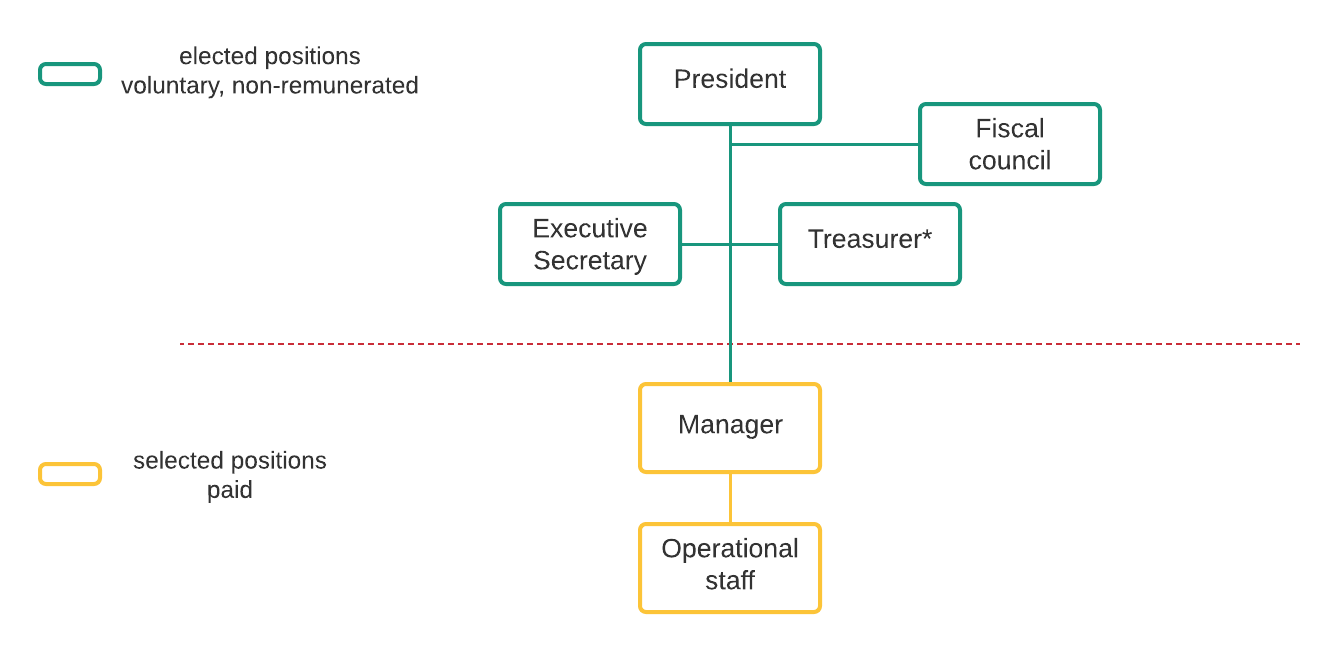 elected positions
voluntary, non-remunerated
President
Fiscal
council
Executive
Secretary
Treasurer*
Manager
selected positions
paid
Operational
staff